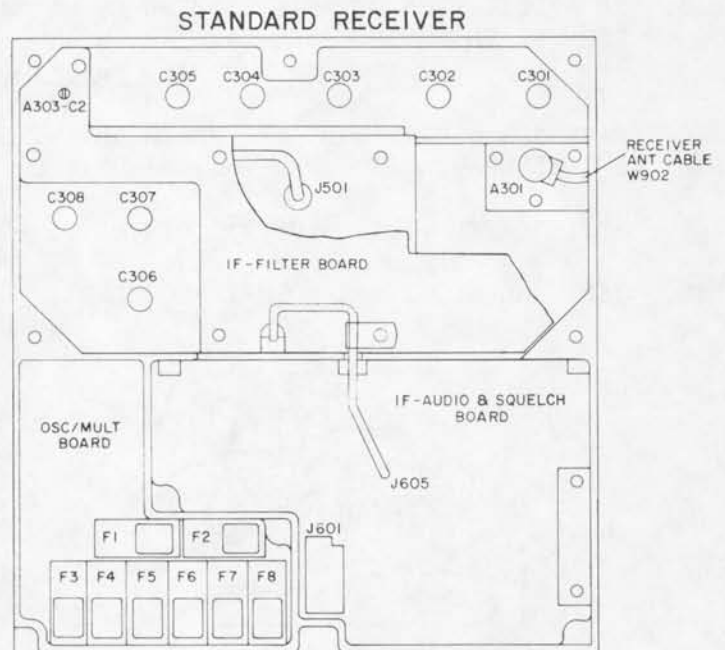 STANDARD RECEIVER
C305 C304 C303 C302 C301
A303-C2
RECEIVER
ANT CABLE
W902
A301
J501
C308 C307
IF-FILTER BOARD
C306
IF-AUDIO & SQUELCH
BOARD
OSC/MULT
BOARD
J605
J601
F1 F2
F3 F4 F5 F6 F7 F8